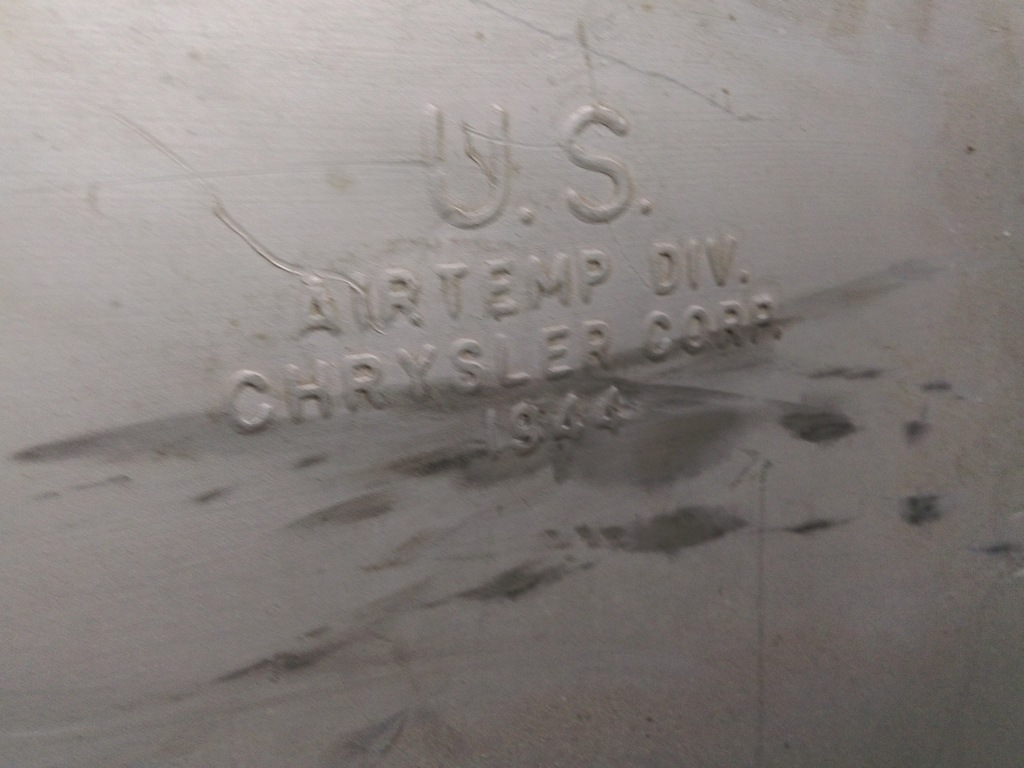 U.S.
AIRTEMP DIV.
CHRYSLER CORP.
1944